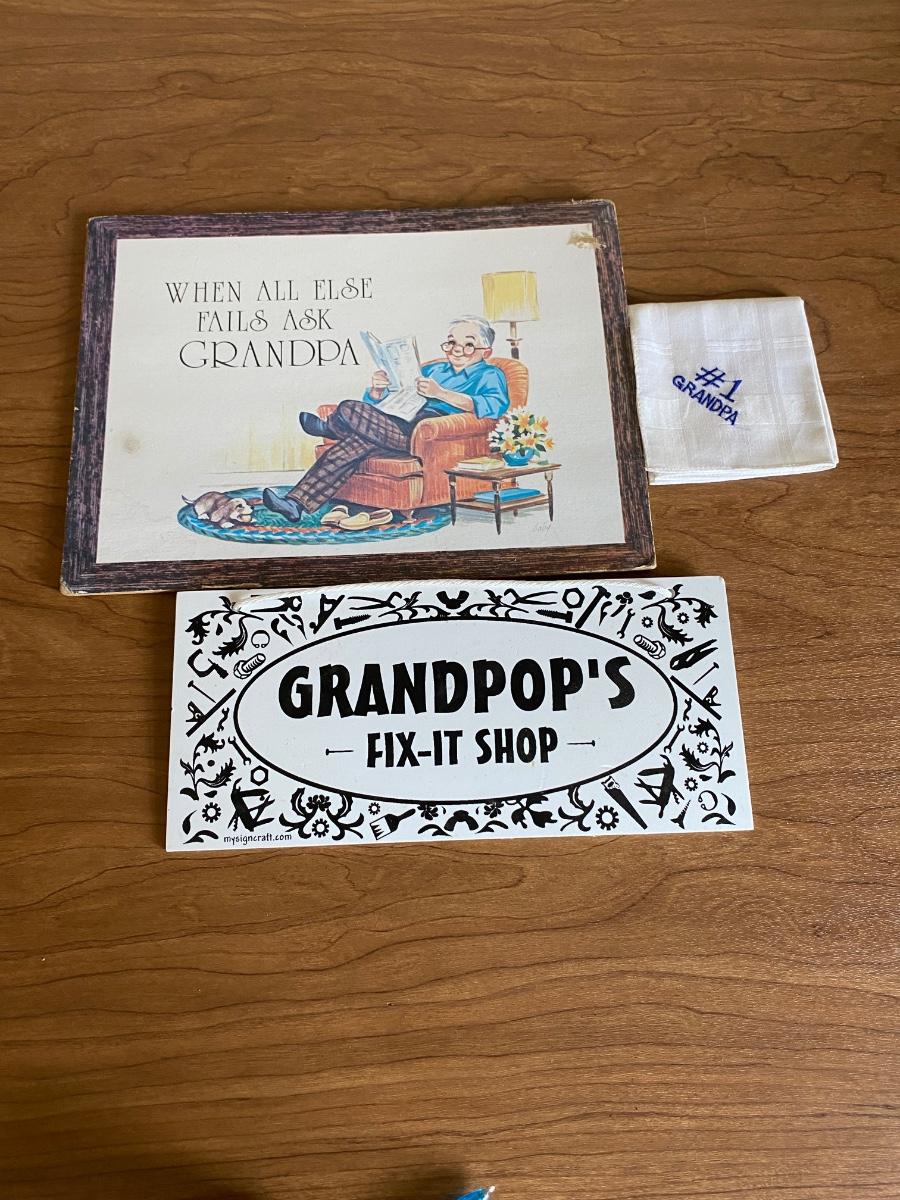 WHEN ALL ELSE
FAILS ASK
GRANDPA
#1
GRANDPA
GRANDPOP'S
FIX-IT SHOP
mysigncraft.com